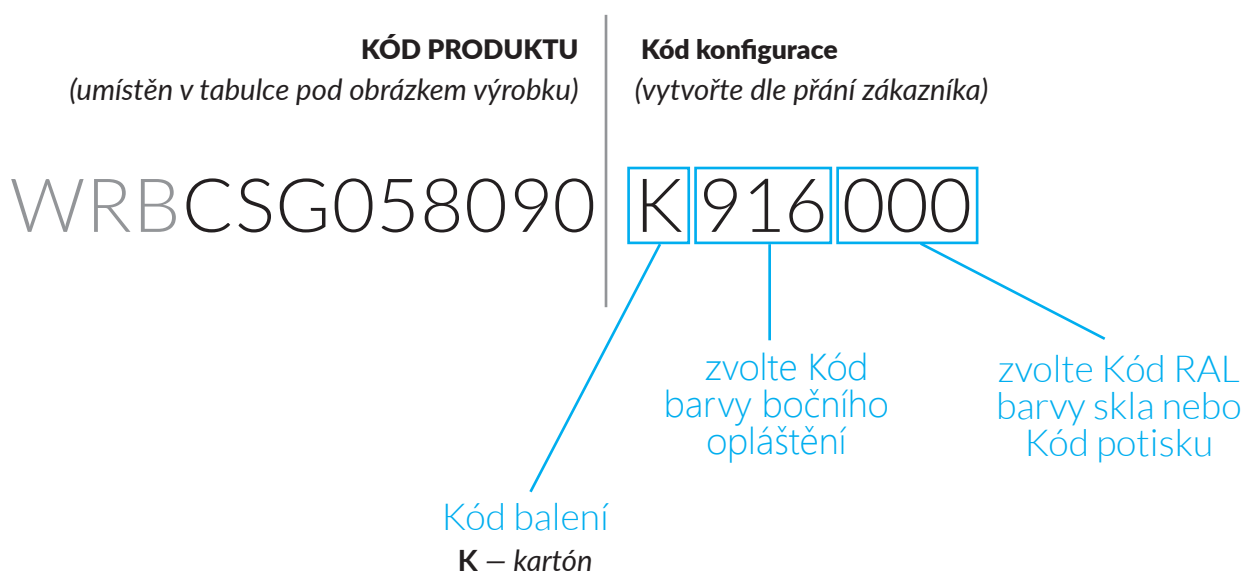 KÓD PRODUKTU
(umístěn v tabulce pod obrázkem výrobku)
Kód konfigurace
(vytvořte dle přání zákazníka)
WRBCSG058090 K 916 000
zvolte Kód
barvy bočního
opláštění
zvolte Kód RAL
barvy skla nebo
Kód potisku
Kód balení
K — kartón